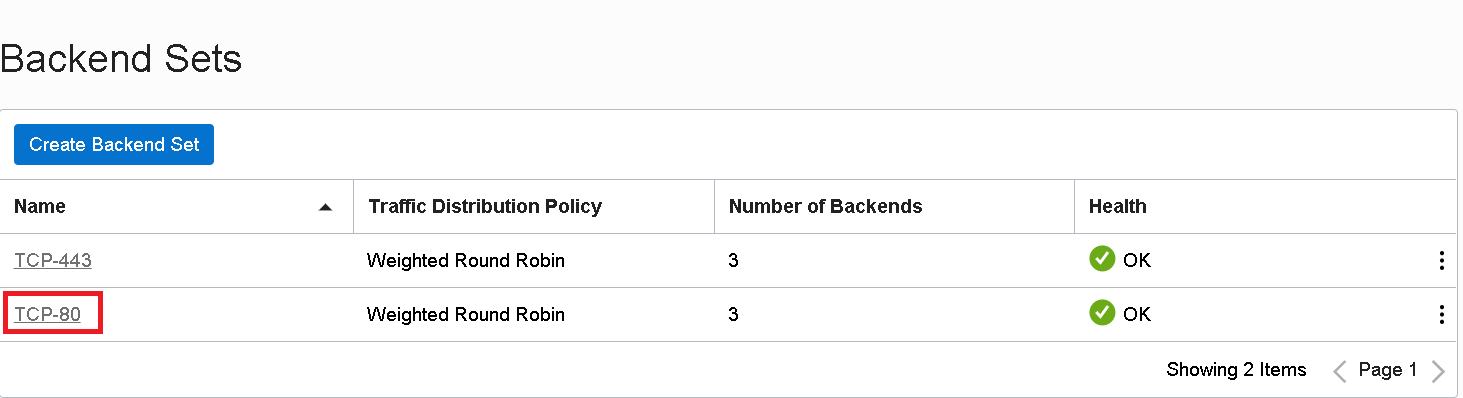 Backend Sets
Create Backend Set
Name Traffic Distribution Policy Number of Backends Health
TCP-443 Weighted Round Robin 3 OK
TCP-80 Weighted Round Robin 3 OK
Showing 2 Items Page 1